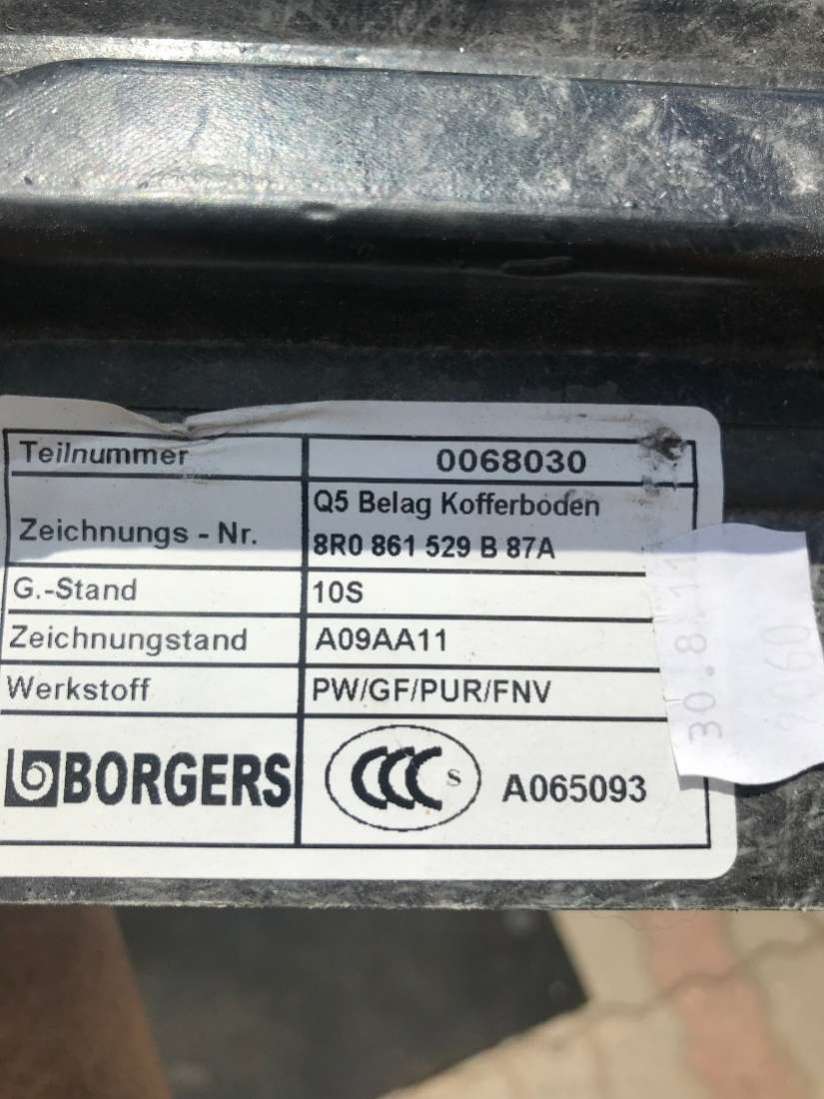 Teilnummer 0068030
Zeichnungs - Nr. Q5 Belag Kofferboden
8R0 861 529 B 87A
G.-Stand 10S
Zeichnungstand A09AA11
Werkstoff PW/GF/PUR/FNV
BORGERS CCC S A065093
30.8.11